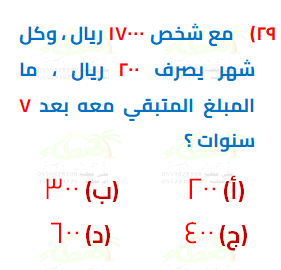 ٢٩) مع شخص ١٧٠٠٠ ريال ، وكل
شهر يصرف ٢٠٠ ريال ، ما
المبلغ المتبقي معه بعد ٧
سنوات ؟
(أ) ٢٠٠
(ب) ٣٠٠
(ج) ٤٠٠
(د) ٦٠٠